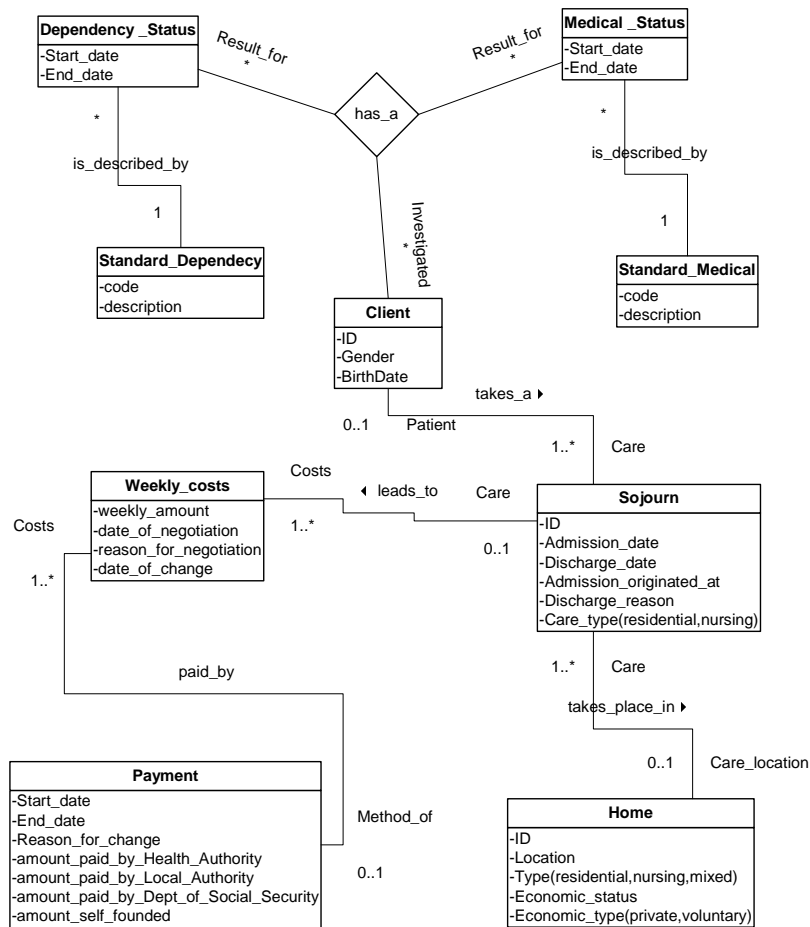 Dependency _Status
-Start_date
-End_date
Result_for
*
Medical _Status
-Start_date
-End_date
Result_for
*
has_a
*
is_described_by
1
*
is_described_by
1
Investigated
*
Standard_Dependecy
-code
-description
Standard_Medical
-code
-description
Client
-ID
-Gender
-BirthDate
takes_a
0..1 Patient
1..* Care
Costs
leads_to
Care
1..*
0..1
Weekly_costs
-weekly_amount
-date_of_negotiation
-reason_for_negotiation
-date_of_change
Sojourn
-ID
-Admission_date
-Discharge_date
-Admission_originated_at
-Discharge_reason
-Care_type(residential,nursing)
Costs
1..*
paid_by
1..* Care
takes_place_in
0..1 Care_location
Payment
-Start_date
-End_date
-Reason_for_change
-amount_paid_by_Health_Authority
-amount_paid_by_Local_Authority
-amount_paid_by_Dept_of_Social_Security
-amount_self_founded
Method_of
0..1
Home
-ID
-Location
-Type(residential,nursing,mixed)
-Economic_status
-Economic_type(private,voluntary)